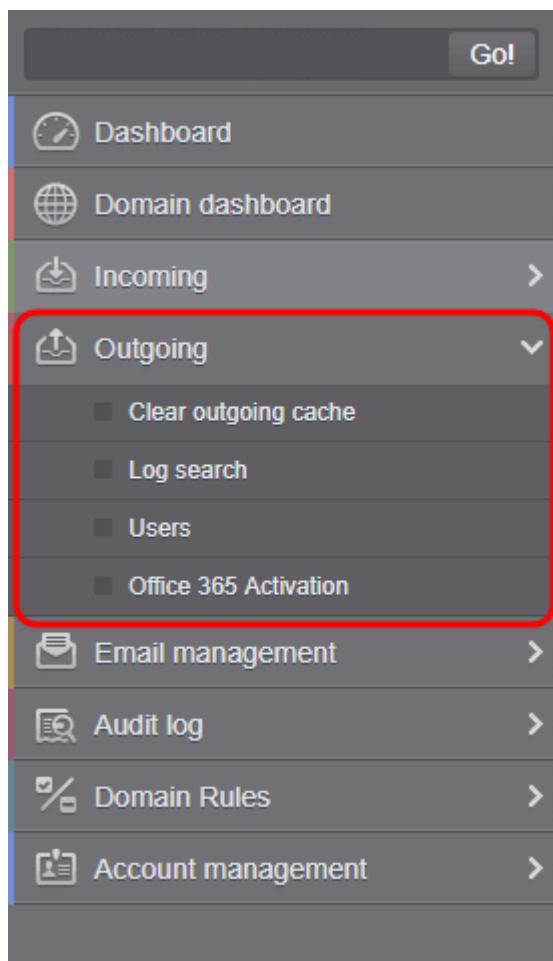 Go!
Dashboard
Domain dashboard
Incoming
Outgoing
Clear outgoing cache
Log search
Users
Office 365 Activation
Email management
Audit log
Domain Rules
Account management